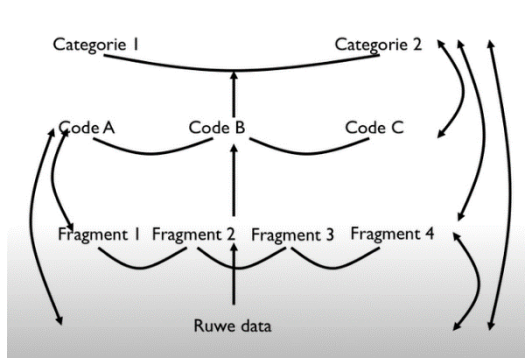 Categorie 1 Categorie 2
Code A Code B Code C
Fragment 1 Fragment 2 Fragment 3 Fragment 4
Ruwe data